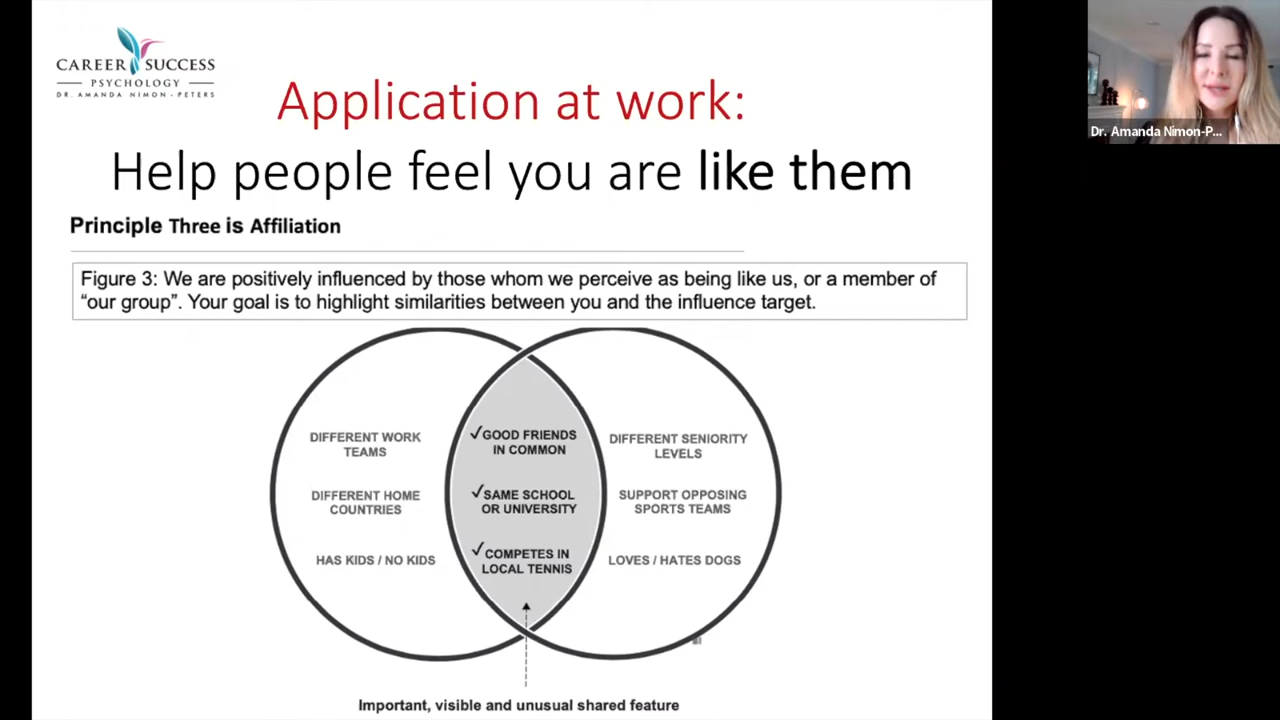 CAREER SUCCESS
PSYCHOLOGY
DR. AMANDA NIMON - PETERS
Application at work:
Help people feel you are like them
Principle Three is Affiliation
Figure 3: We are positively influenced by those whom we perceive as being like us, or a member of
“our group”. Your goal is to highlight similarities between you and the influence target.
DIFFERENT WORK
TEAMS
DIFFERENT HOME
COUNTRIES
HAS KIDS / NO KIDS
✓GOOD FRIENDS
IN COMMON
✓SAME SCHOOL
OR UNIVERSITY
✓COMPETES IN
LOCAL TENNIS
DIFFERENT SENIORITY
LEVELS
SUPPORT OPPOSING
SPORTS TEAMS
LOVES / HATES DOGS
Important, visible and unusual shared feature
Dr. Amanda Nimon-P...